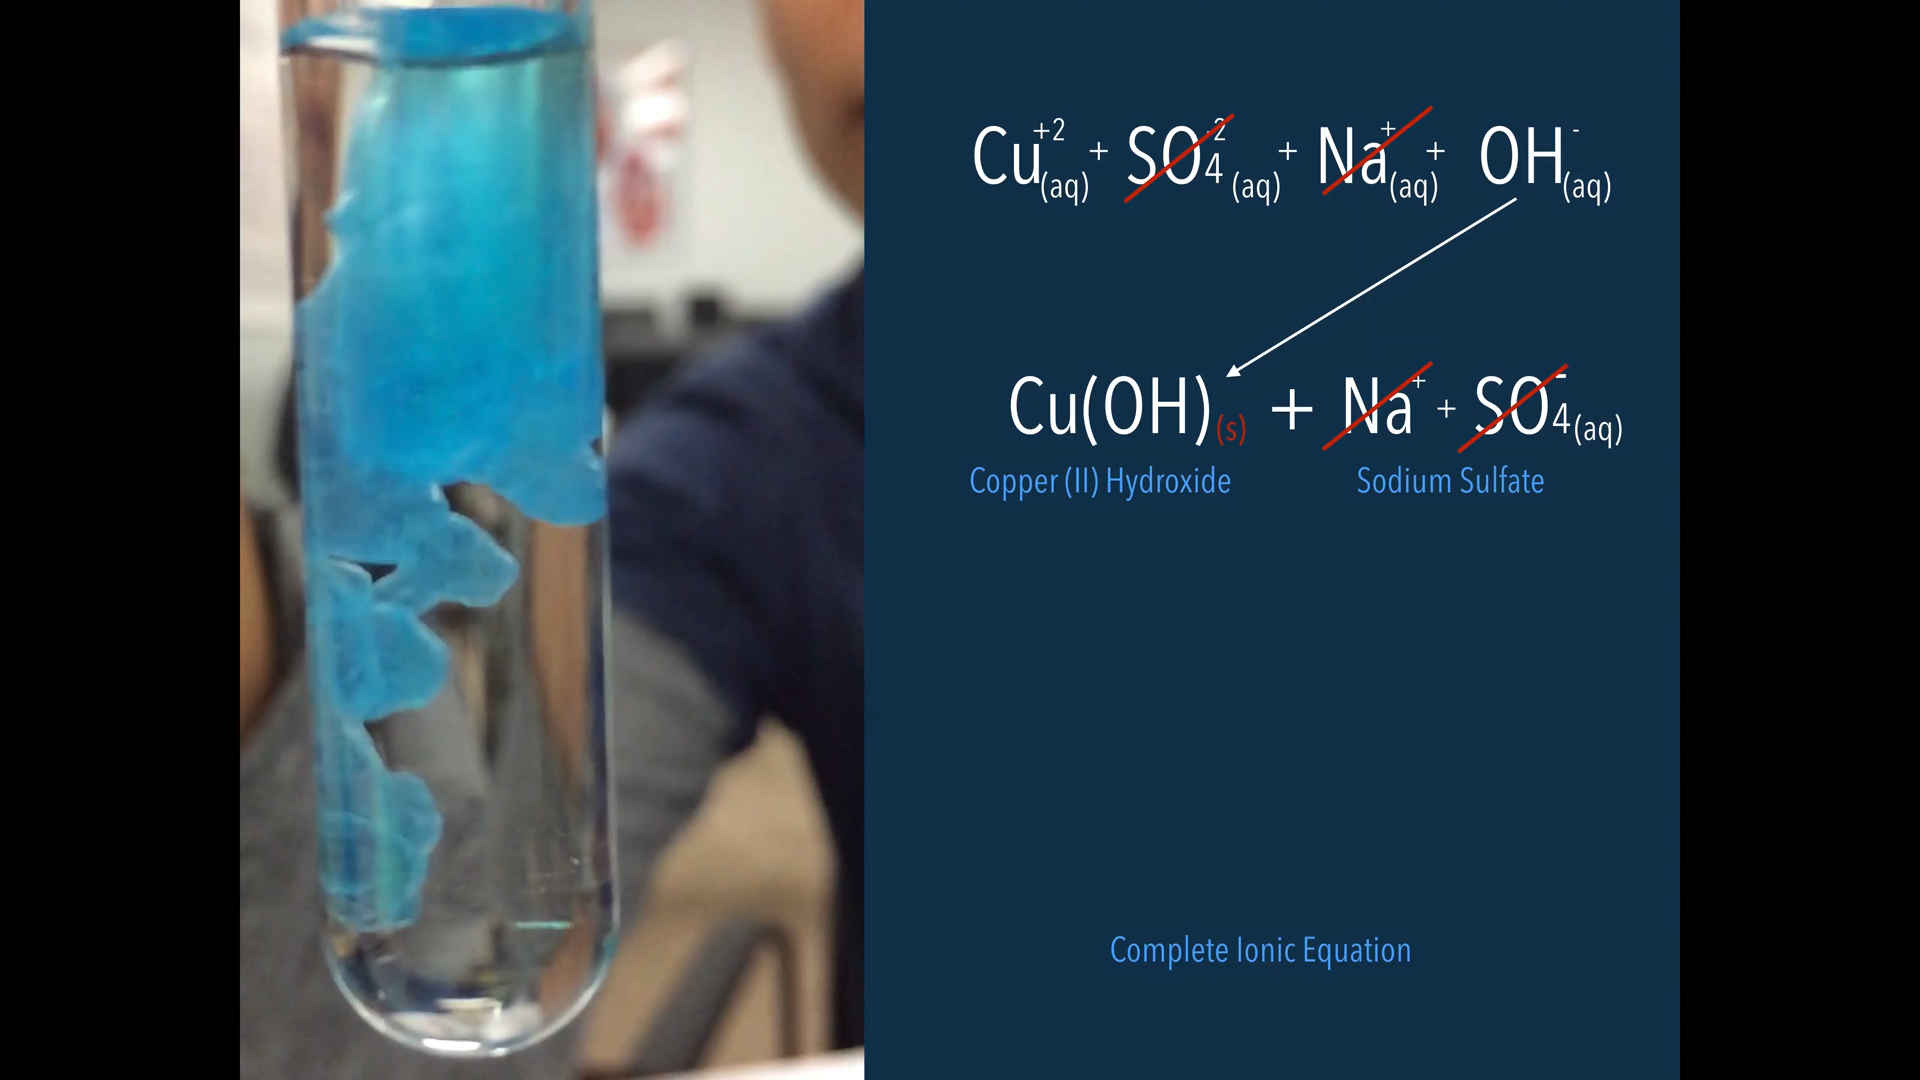 Cu+2(aq) + SO4-2(aq) + Na+(aq) + OH-(aq)
Cu(OH)(s) + Na+ + SO4-(aq)
Copper (II) Hydroxide Sodium Sulfate
Complete Ionic Equation